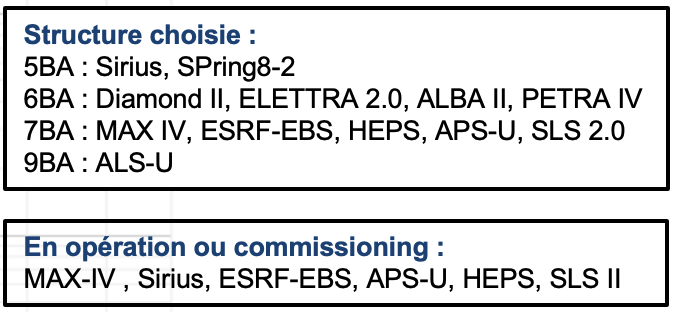 Structure choisie :
5BA : Sirius, SPring8-2
6BA : Diamond II, ELETTRA 2.0, ALBA II, PETRA IV
7BA : MAX IV, ESRF-EBS, HEPS, APS-U, SLS 2.0
9BA : ALS-U
En opération ou commissioning :
MAX-IV , Sirius, ESRF-EBS, APS-U, HEPS, SLS II